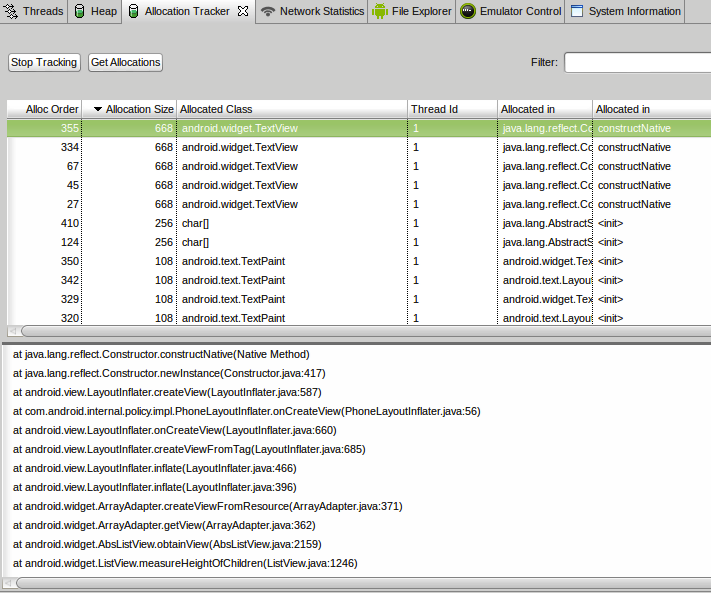 Threads Heap Allocation Tracker Network Statistics File Explorer Emulator Control System Information
Stop Tracking Get Allocations Filter:
Alloc Order Allocation Size Allocated Class Thread Id Allocated in Allocated in
355 668 android.widget.TextView 1 java.lang.reflect.Cc constructNative
334 668 android.widget.TextView 1 java.lang.reflect.Cc constructNative
67 668 android.widget.TextView 1 java.lang.reflect.Cc constructNative
45 668 android.widget.TextView 1 java.lang.reflect.Cc constructNative
27 668 android.widget.TextView 1 java.lang.reflect.Cc constructNative
410 256 char[] 1 java.lang.AbstractS <init>
124 256 char[] 1 java.lang.AbstractS <init>
350 108 android.text.TextPaint 1 android.widget.Tex <init>
342 108 android.text.TextPaint 1 android.text.Layou <init>
329 108 android.text.TextPaint 1 android.widget.Tex <init>
320 108 android.text.TextPaint 1 android.text.Layou <init>
at java.lang.reflect.Constructor.constructNative(Native Method)
at java.lang.reflect.Constructor.newInstance(Constructor.java:417)
at android.view.LayoutInflater.createView(LayoutInflater.java:587)
at com.android.internal.policy.impl.PhoneLayoutInflater.onCreateView(PhoneLayoutInflater.java:56)
at android.view.LayoutInflater.onCreateView(LayoutInflater.java:660)
at android.view.LayoutInflater.createViewFromTag(LayoutInflater.java:685)
at android.view.LayoutInflater.inflate(LayoutInflater.java:466)
at android.view.LayoutInflater.inflate(LayoutInflater.java:396)
at android.widget.ArrayAdapter.createViewFromResource(ArrayAdapter.java:371)
at android.widget.ArrayAdapter.getView(ArrayAdapter.java:362)
at android.widget.AbsListView.obtainView(AbsListView.java:2159)
at android.widget.ListView.measureHeightOfChildren(ListView.java:1246)